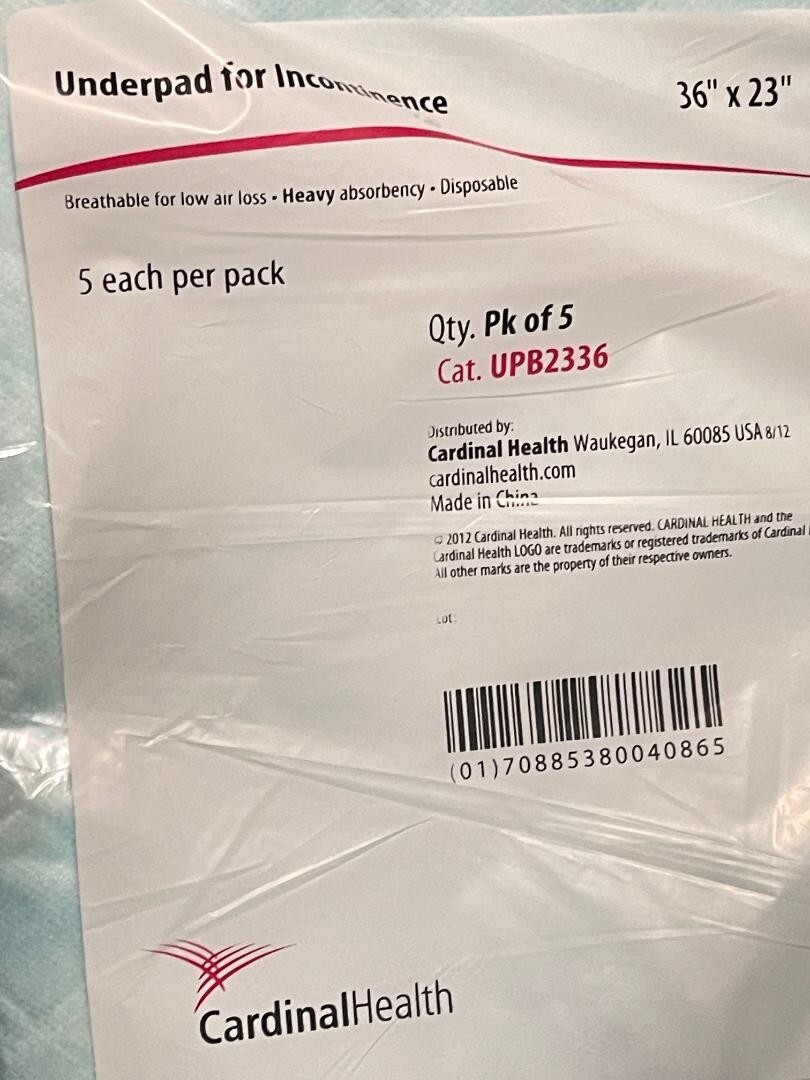 Underpad for Incontinence
36" x 23"
Breathable for low air loss • Heavy absorbency • Disposable
5 each per pack
Qty. Pk of 5
Cat. UPB2336
Distributed by:
Cardinal Health Waukegan, IL 60085 USA 8/12
cardinalhealth.com
Made in China
© 2012 Cardinal Health. All rights reserved. CARDINAL HEALTH and the
Cardinal Health LOGO are trademarks or registered trademarks of Cardinal
All other marks are the property of their respective owners.
Lot:
(01)70885380040865
CardinalHealth